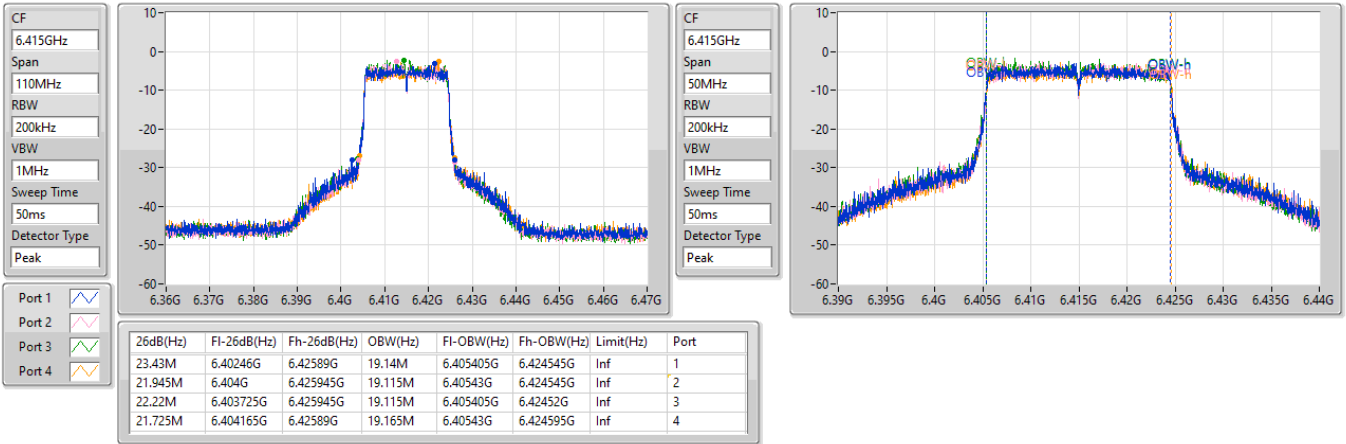 CF
6.415GHz
Span
110MHz
RBW
200kHz
VBW
1MHz
Sweep Time
50ms
Detector Type
Peak
Port 1
Port 2
Port 3
Port 4
10
0
-10
-20
-30
-40
-50
-60
6.36G 6.37G 6.38G 6.39G 6.4G 6.41G 6.42G 6.43G 6.44G 6.45G 6.46G 6.47G
CF
6.415GHz
Span
50MHz
RBW
200kHz
VBW
1MHz
Sweep Time
50ms
Detector Type
Peak
10
0
-10
-20
-30
-40
-50
-60
OBW-h
6.39G 6.395G 6.4G 6.405G 6.41G 6.415G 6.42G 6.425G 6.43G 6.435G 6.44G
26dB(Hz) Fl-26dB(Hz) Fh-26dB(Hz) OBW(Hz) Fl-OBW(Hz) Fh-OBW(Hz) Limit(Hz) Port
23.43M 6.40246G 6.42589G 19.14M 6.405405G 6.424545G Inf 1
21.945M 6.404G 6.425945G 19.115M 6.40543G 6.424545G Inf 2
22.22M 6.403725G 6.425945G 19.115M 6.405405G 6.42452G Inf 3
21.725M 6.404165G 6.42589G 19.165M 6.40543G 6.424595G Inf 4